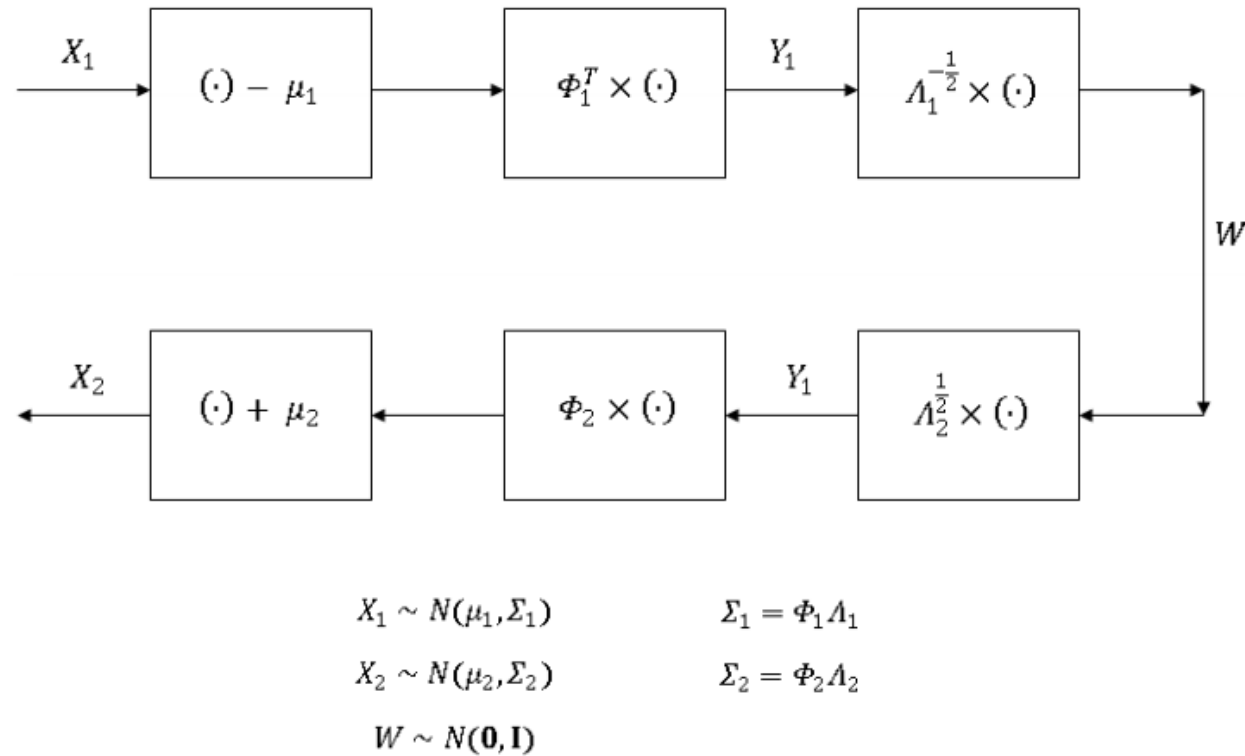 X₁
(·) − μ₁
Φ₁ᵀ × (·)
Y₁
Λ₁^(-1/2) × (·)
W
X₂
(·) + μ₂
Φ₂ × (·)
Y₁
Λ₂^(1/2) × (·)
X₁ ~ N(μ₁,Σ₁) Σ₁ = Φ₁Λ₁
X₂ ~ N(μ₂,Σ₂) Σ₂ = Φ₂Λ₂
W ~ N(0,I)